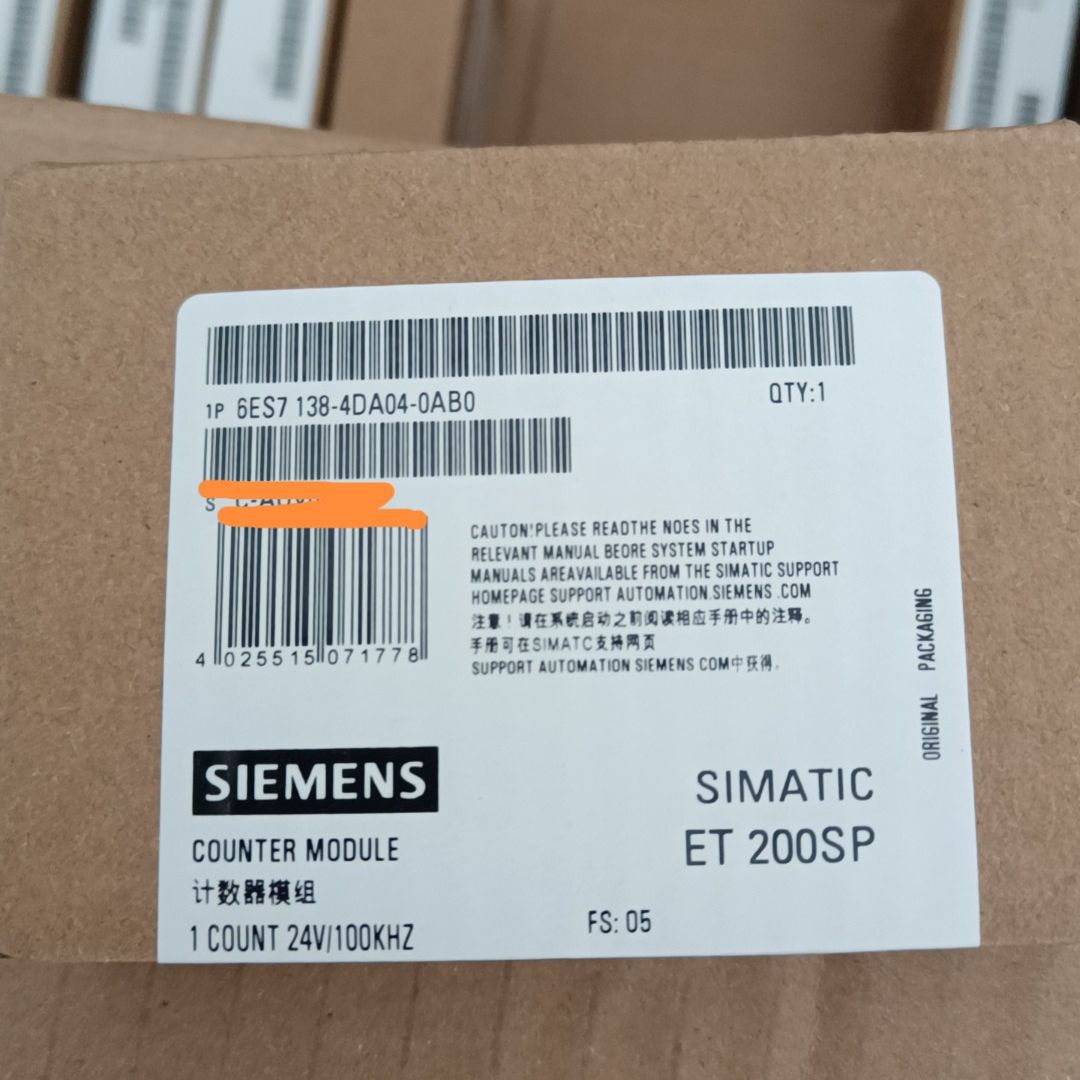 1P 6ES7 138-4DA04-0AB0
QTY:1
S
CAUTON!PLEASE READTHE NOES IN THE
RELEVANT MANUAL BEORE SYSTEM STARTUP
MANUALS AREAVAILABLE FROM THE SIMATIC SUPPORT
HOMEPAGE SUPPORT AUTOMATION.SIEMENS .COM
注意！请在系统启动之前阅读相应手册中的注释。
手册可在SIMATC支持网页
SUPPORT AUTOMATION SIEMENS COM中获得.
4 025515 071778
ORIGINAL PACKAGING
SIEMENS
SIMATIC
ET 200SP
COUNTER MODULE
计数器模组
1 COUNT 24V/100KHZ
FS: 05